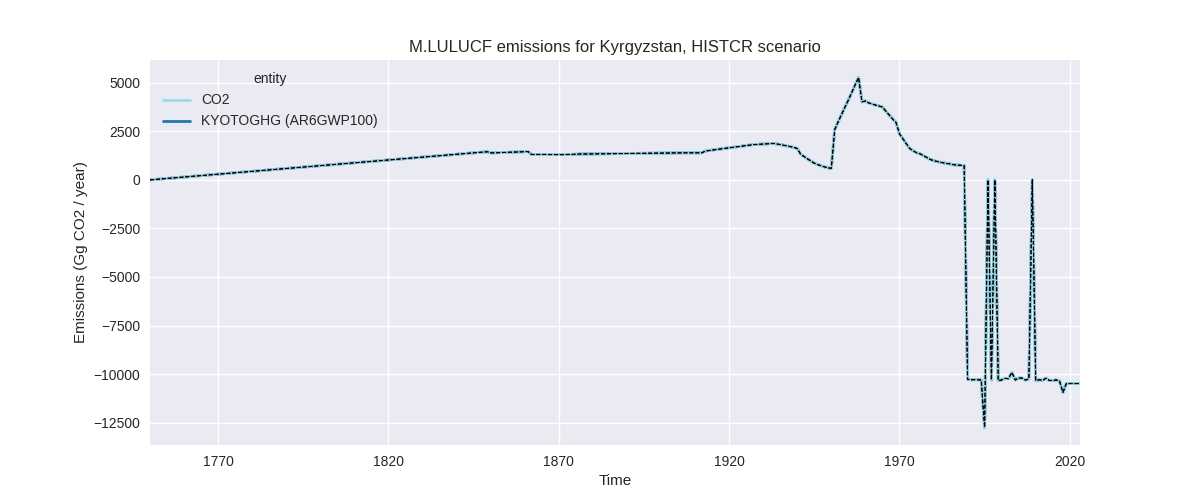 M.LULUCF emissions for Kyrgyzstan, HISTCR scenario
entity
CO2
KYOTOGHG (AR6GWP100)
Emissions (Gg CO2 / year)
5000
2500
0
−2500
−5000
−7500
−10000
−12500
1770 1820 1870 1920 1970 2020
Time